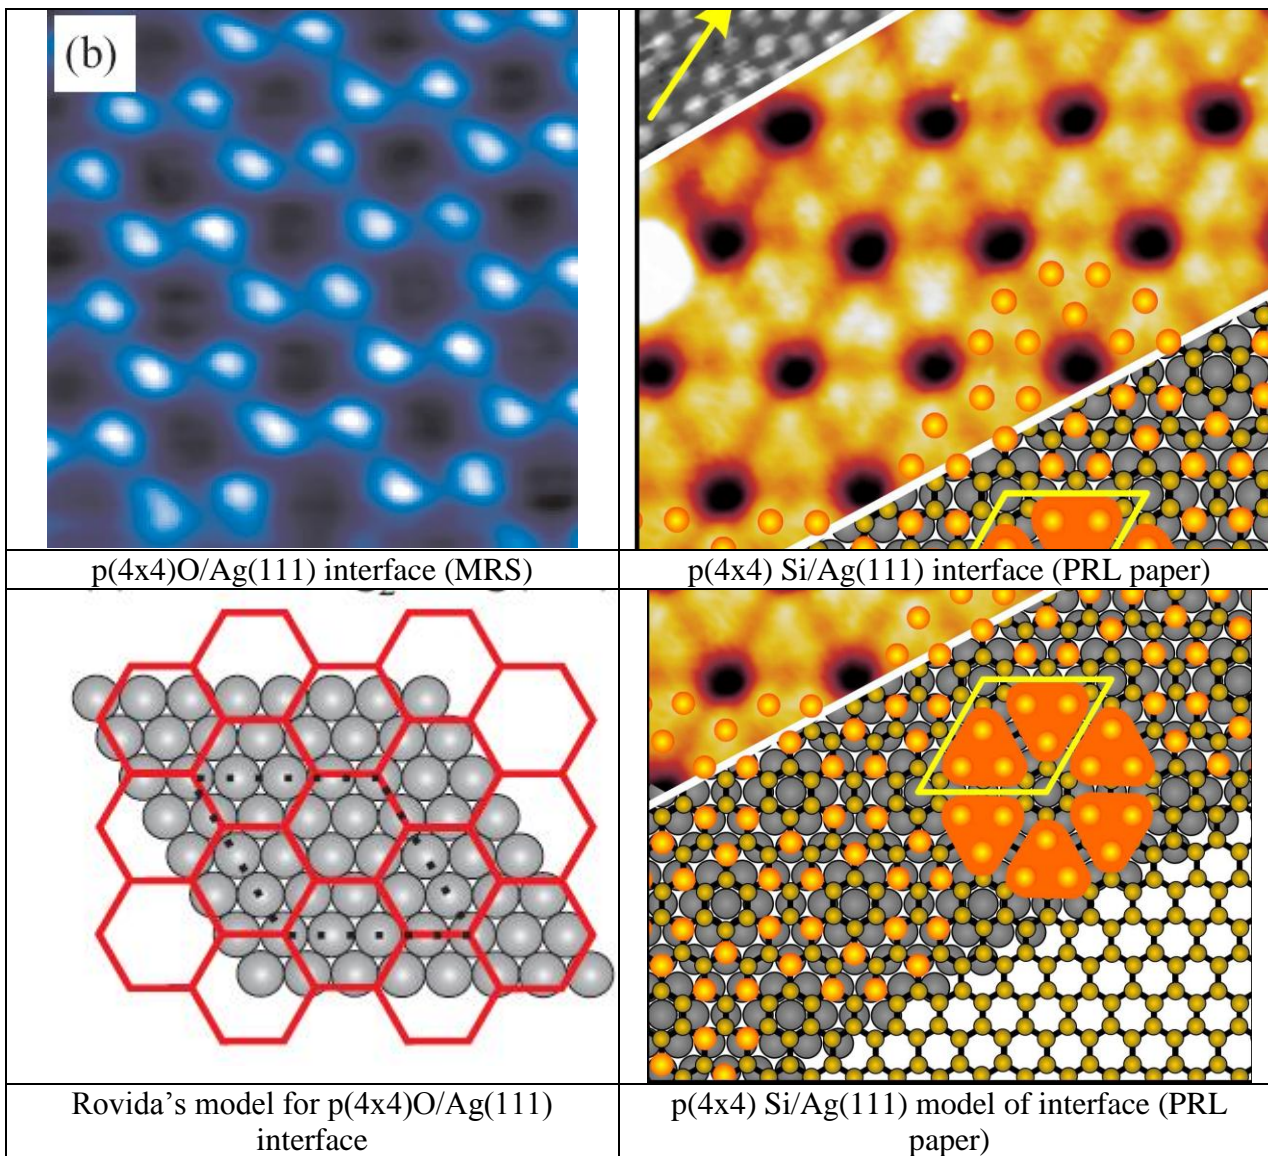 (b)
p(4x4)O/Ag(111) interface (MRS)
p(4x4) Si/Ag(111) interface (PRL paper)
Rovida's model for p(4x4)O/Ag(111)
interface
p(4x4) Si/Ag(111) model of interface (PRL
paper)